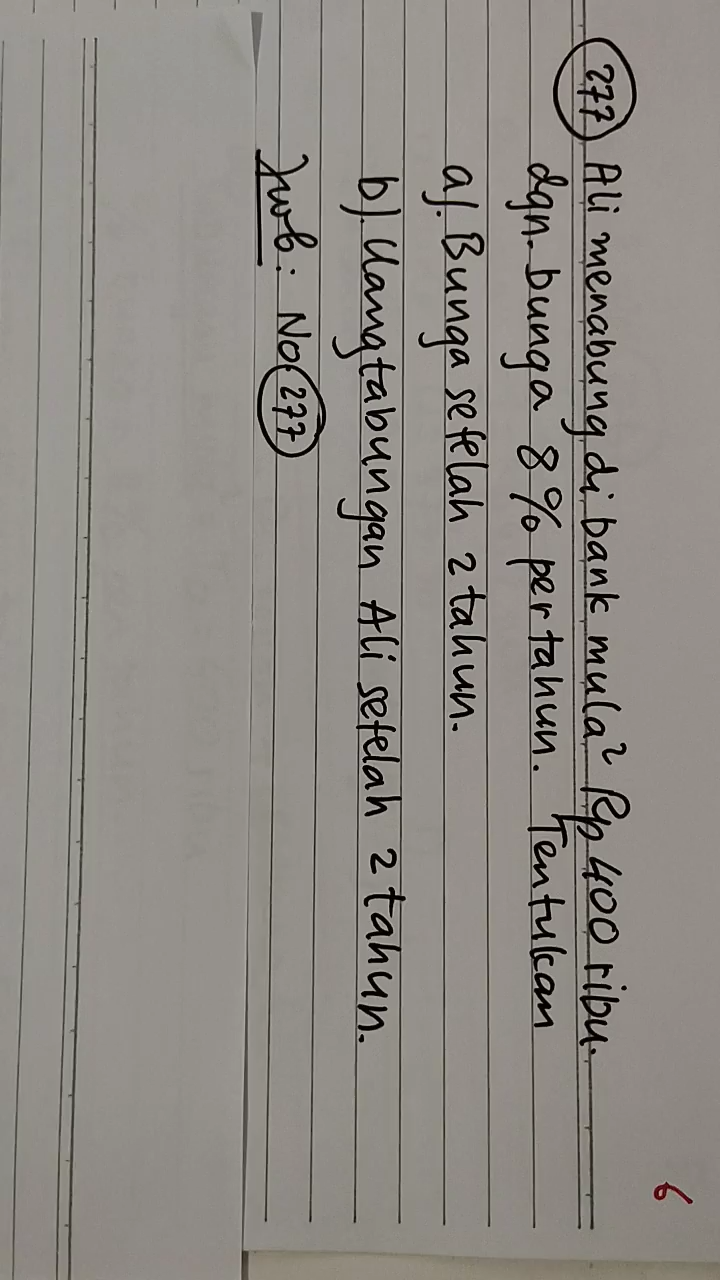 6
277 Ali menabung di bank mula² Rp 400 ribu.
dgn. bunga 8% per tahun. Tentukan
a). Bunga setelah 2 tahun.
b). Uang tabungan Ali setelah 2 tahun.
Jwb: No 277